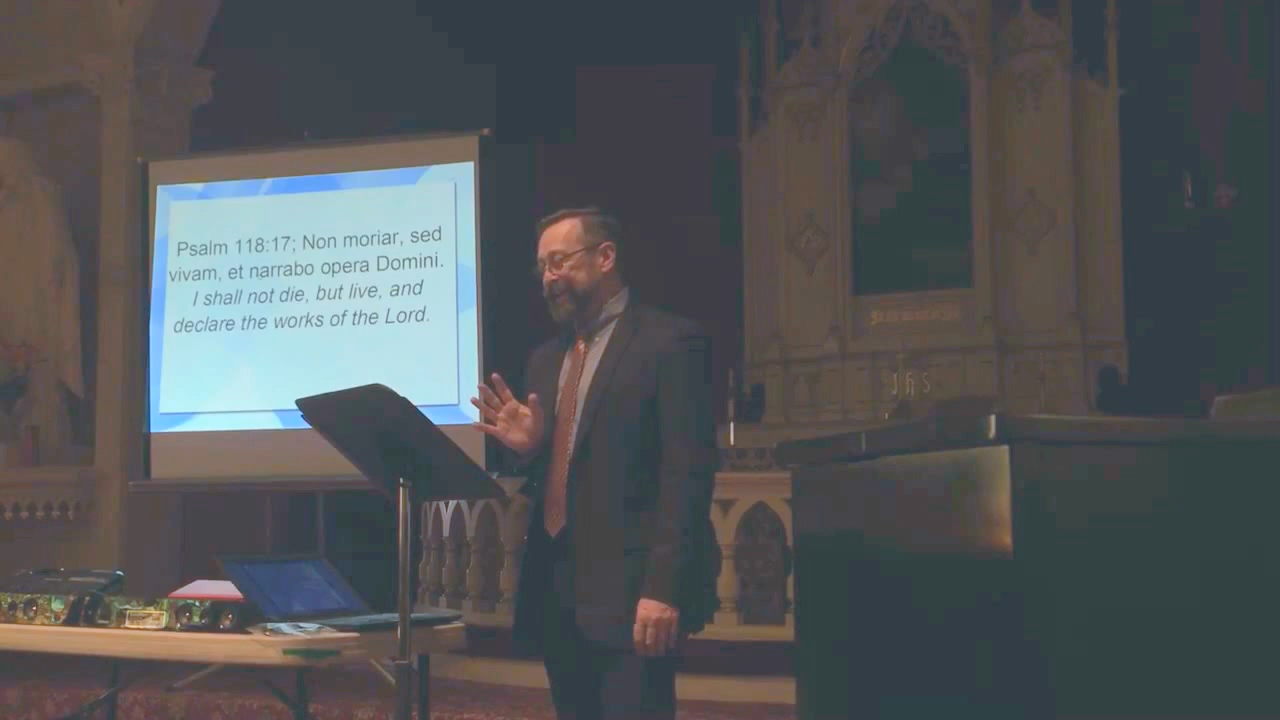 Psalm 118:17; Non moriar, sed
vivam, et narrabo opera Domini.
I shall not die, but live, and
declare the works of the Lord.
JHS